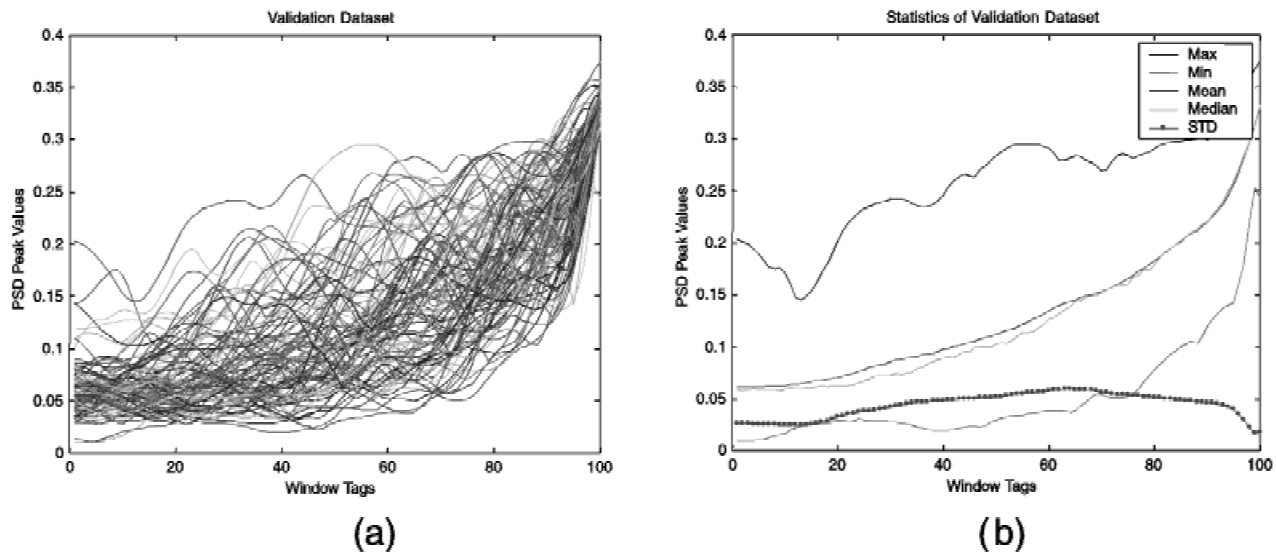 Validation Dataset
0.4
0.35
0.3
0.25
0.2
0.15
0.1
0.05
0
PSD Peak Values
0 20 40 60 80 100
Window Tags
(a)
Statistics of Validation Dataset
0.4
0.35
0.3
0.25
0.2
0.15
0.1
0.05
0
PSD Peak Values
Max
Min
Mean
Median
STD
0 20 40 60 80 100
Window Tags
(b)